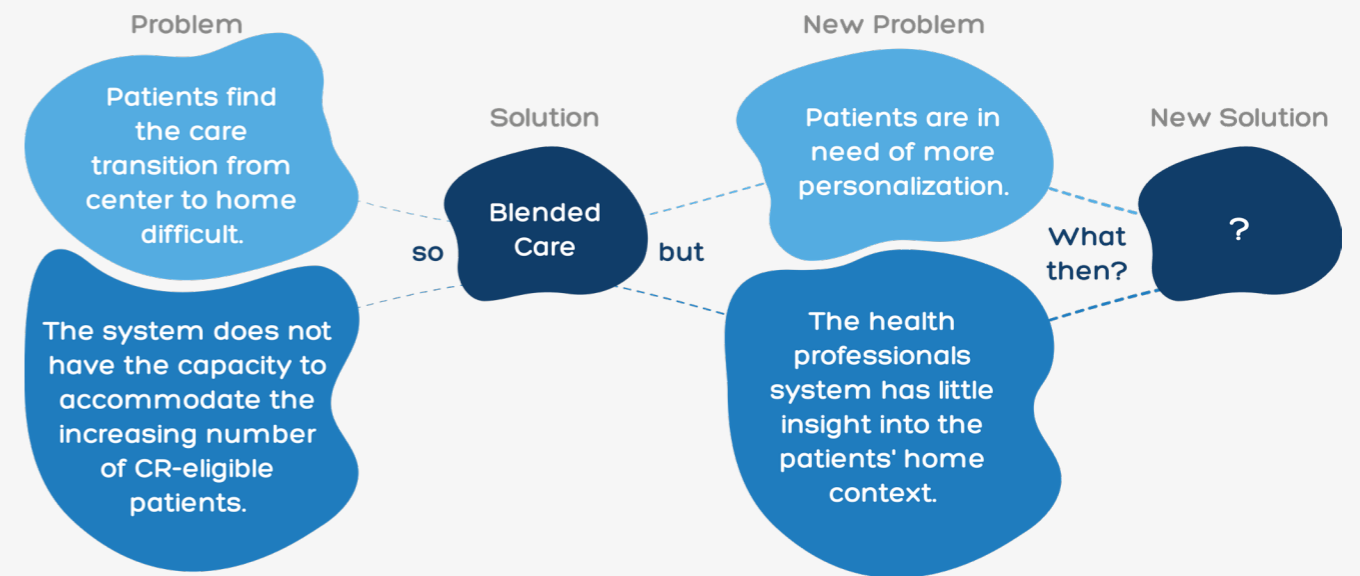 Problem
Patients find
the care
transition from
center to home
difficult.
The system does not
have the capacity to
accommodate the
increasing number
of CR-eligible
patients.
so
Solution
Blended
Care
but
New Problem
Patients are in
need of more
personalization.
The health
professionals
system has little
insight into the
patients' home
context.
What
then?
New Solution
?